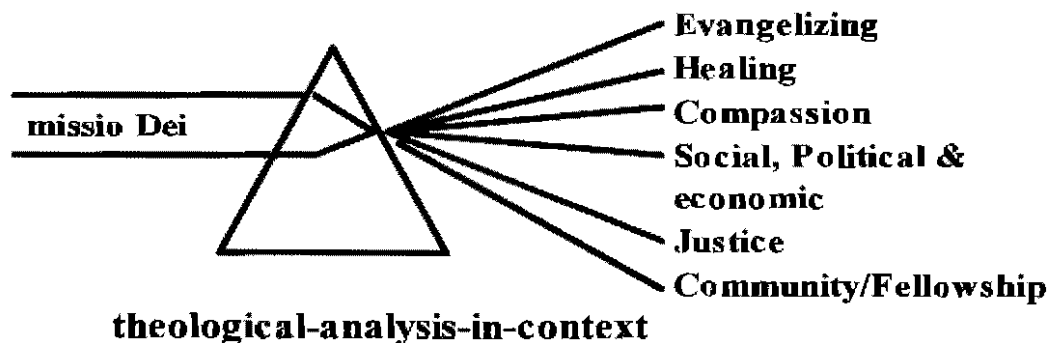 missio Dei
Evangelizing
Healing
Compassion
Social, Political &
economic
Justice
Community/Fellowship
theological-analysis-in-context